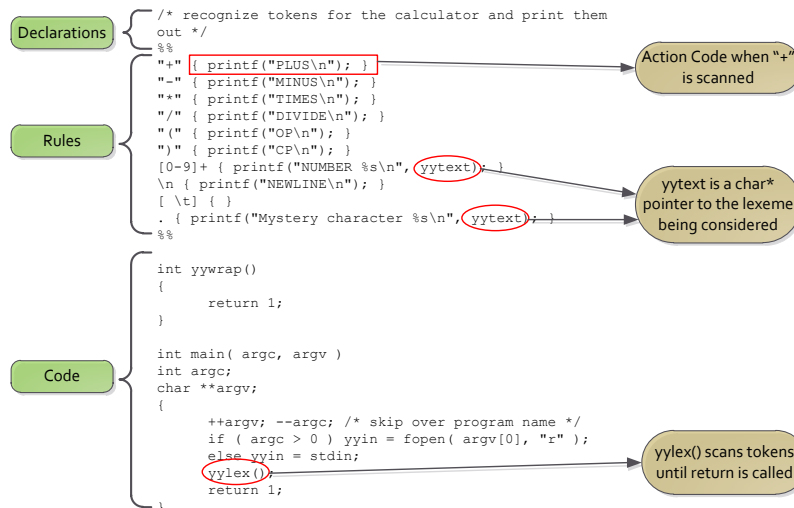 Declarations
/* recognize tokens for the calculator and print them
out */
%%
"+" { printf("PLUS\n"); }
"-" { printf("MINUS\n"); }
"*" { printf("TIMES\n"); }
"/" { printf("DIVIDE\n"); }
"(" { printf("OP\n"); }
")" { printf("CP\n"); }
[0-9]+ { printf("NUMBER %s\n", yytext); }
\n { printf("NEWLINE\n"); }
[ \t] { }
. { printf("Mystery character %s\n", yytext); }
%%
Rules
Action Code when “+”
is scanned
yytext is a char*
pointer to the lexeme
being considered
int yywrap()
{
return 1;
}
int main( argc, argv )
int argc;
char **argv;
{
++argv; --argc; /* skip over program name */
if ( argc > 0 ) yyin = fopen( argv[0], "r" );
else yyin = stdin;
yylex();
return 1;
}
Code
yylex() scans tokens
until return is called